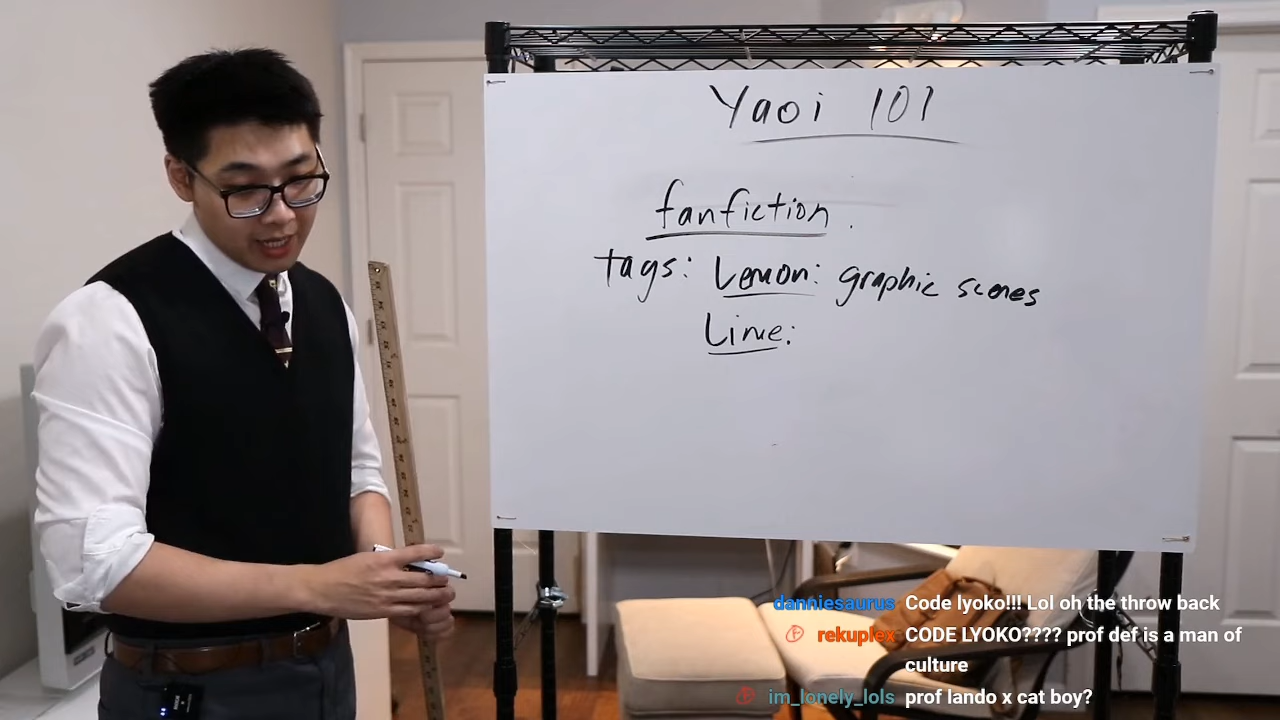 Yaoi 101
fanfiction.
tags: Lemon: graphic scenes
Lime:
danniesaurus Code lyoko!!! Lol oh the throw back
rekuplex CODE LYOKO???? prof def is a man of
culture
im_lonely_lols prof lando x cat boy?